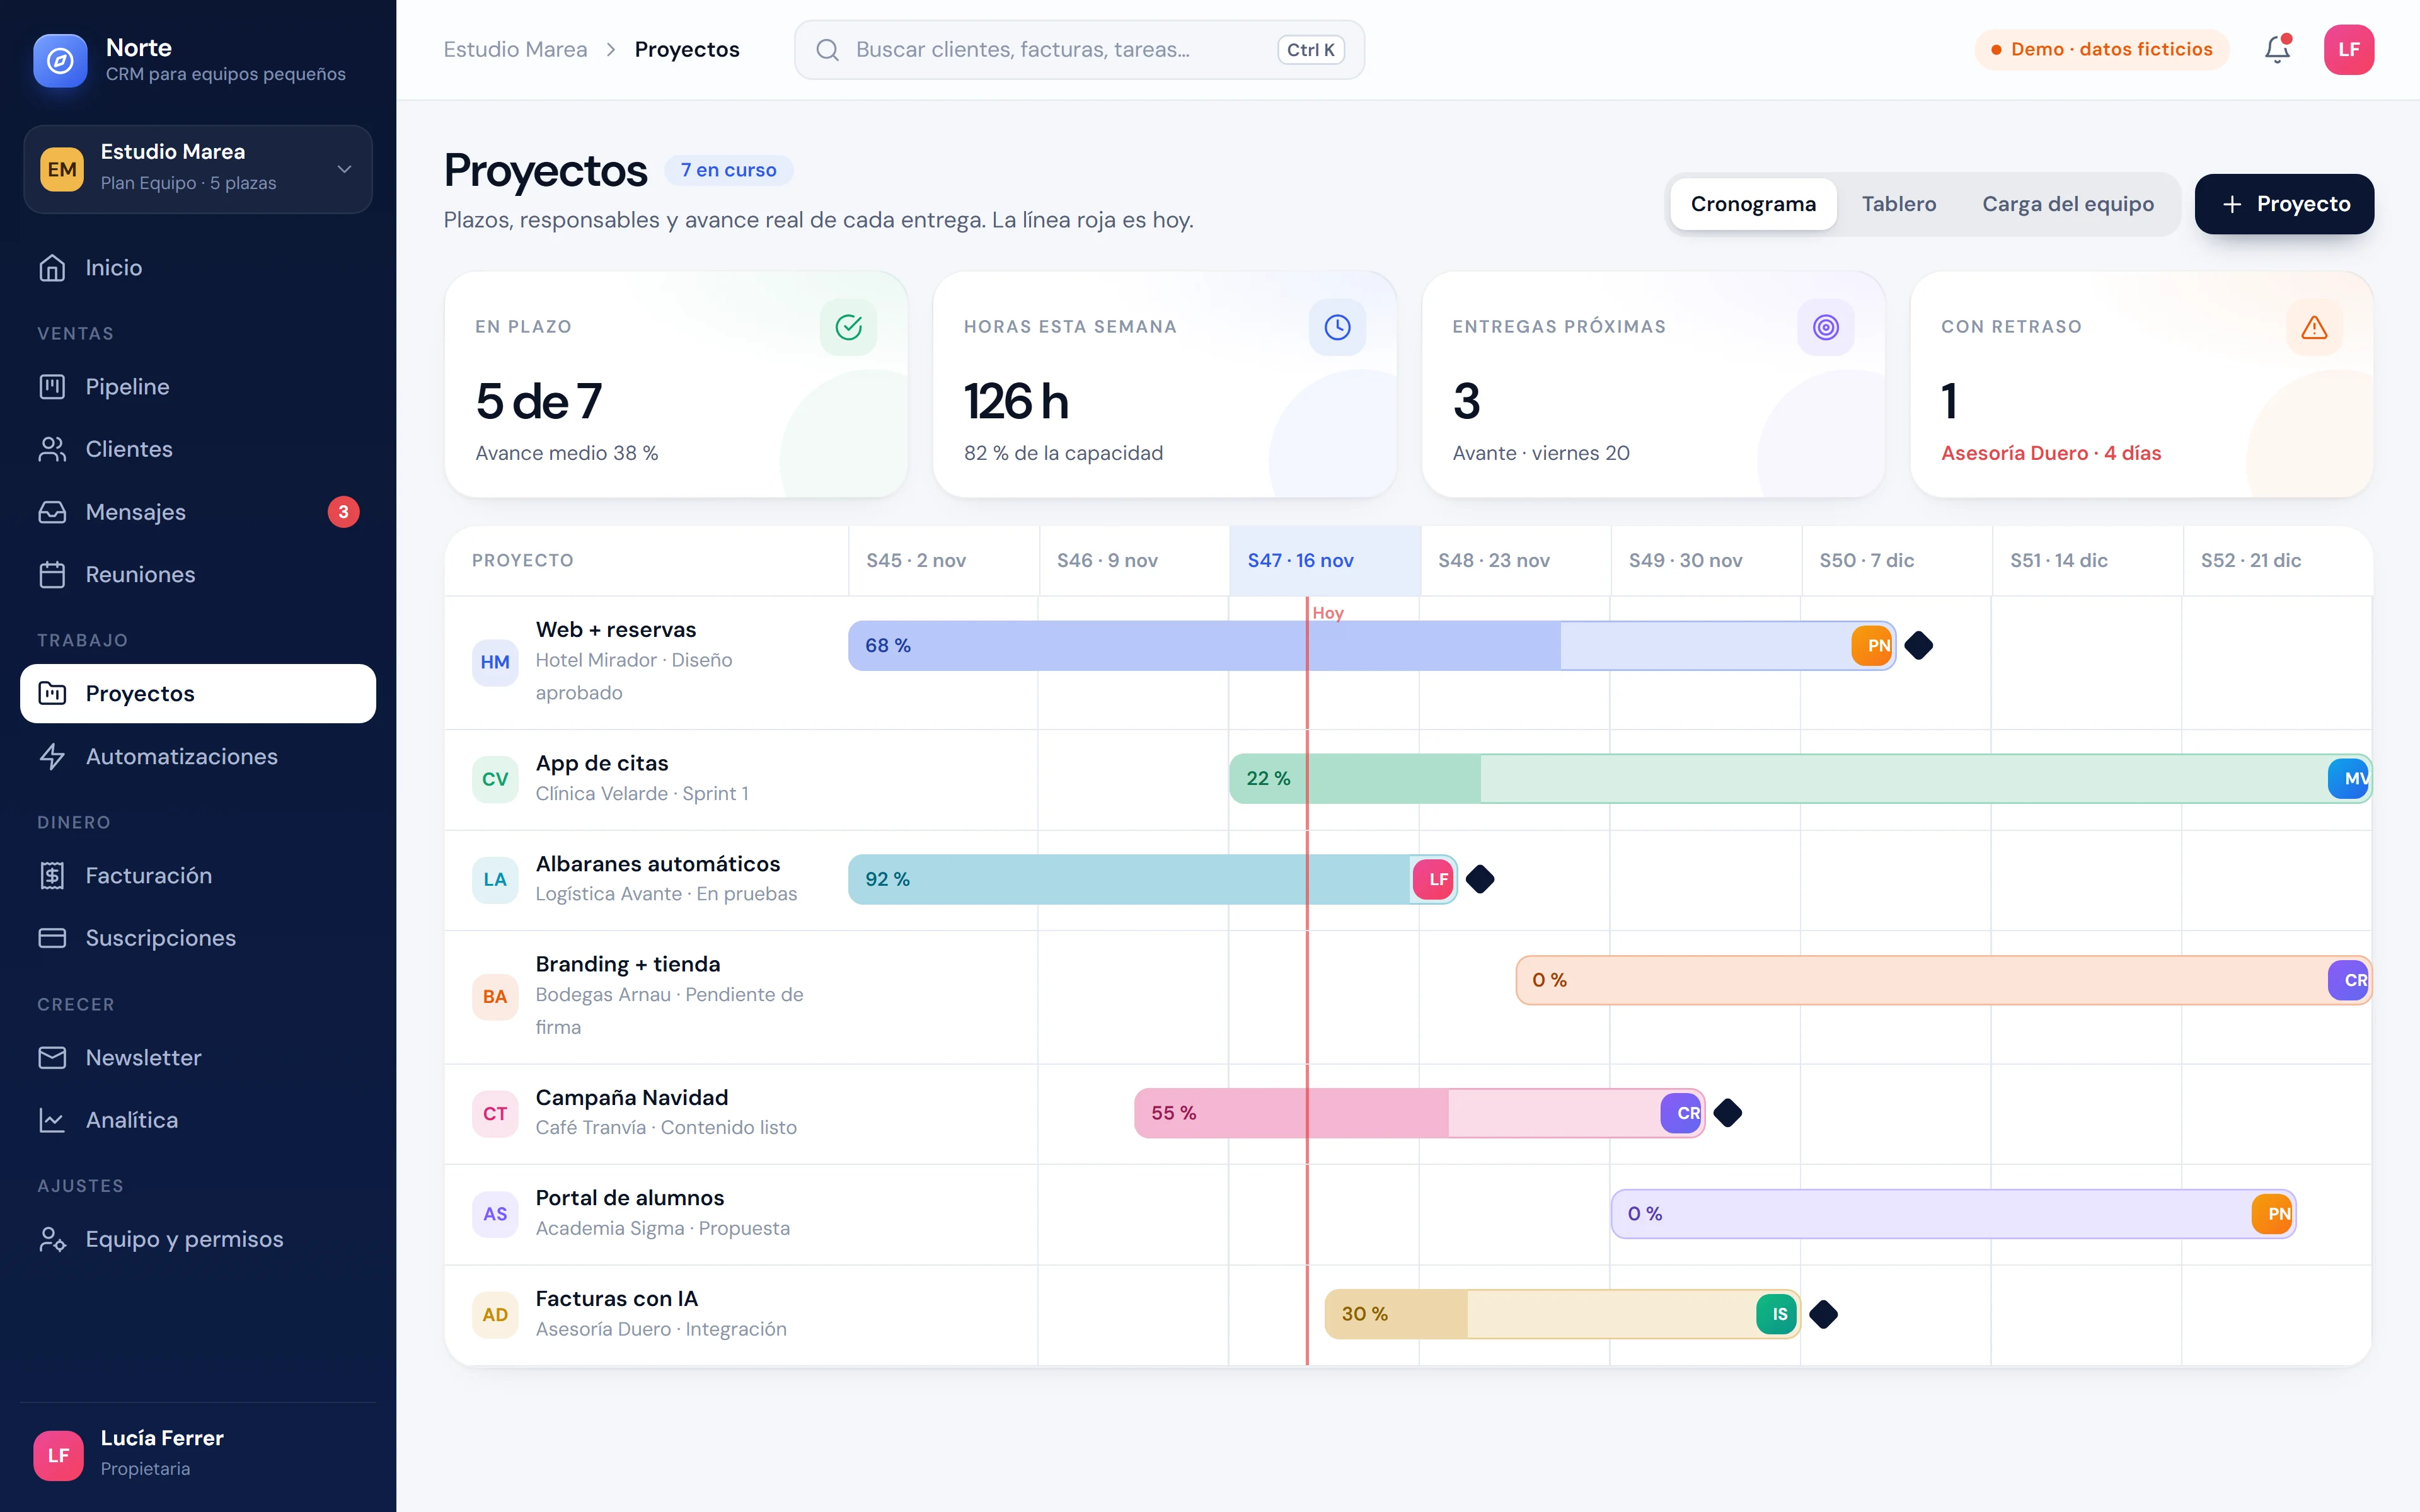 Norte
CRM para equipos pequeños
EM
Estudio Marea
Plan Equipo · 5 plazas
Inicio
VENTAS
Pipeline
Clientes
Mensajes
3
Reuniones
TRABAJO
Proyectos
Automatizaciones
DINERO
Facturación
Suscripciones
CRECER
Newsletter
Analítica
AJUSTES
Equipo y permisos
LF
Lucía Ferrer
Propietaria
Estudio Marea
Proyectos
Buscar clientes, facturas, tareas...
Ctrl K
Demo · datos ficticios
LF
Proyectos
7 en curso
Plazos, responsables y avance real de cada entrega. La línea roja es hoy.
Cronograma
Tablero
Carga del equipo
Proyecto
EN PLAZO
5 de 7
Avance medio 38 %
HORAS ESTA SEMANA
126 h
82 % de la capacidad
ENTREGAS PRÓXIMAS
3
Avante · viernes 20
CON RETRASO
1
Asesoría Duero · 4 días
PROYECTO
S45 · 2 nov
S46 · 9 nov
S47 · 16 nov
S48 · 23 nov
S49 · 30 nov
S50 · 7 dic
S51 · 14 dic
S52 · 21 dic
Hoy
HM
Web + reservas
Hotel Mirador · Diseño
aprobado
68 %
PN
CV
App de citas
Clínica Velarde · Sprint 1
22 %
MV
LA
Albaranes automáticos
Logística Avante · En pruebas
92 %
LF
BA
Branding + tienda
Bodegas Arnau · Pendiente de
firma
0 %
CR
CT
Campaña Navidad
Café Tranvía · Contenido listo
55 %
CR
AS
Portal de alumnos
Academia Sigma · Propuesta
0 %
PN
AD
Facturas con IA
Asesoría Duero · Integración
30 %
IS